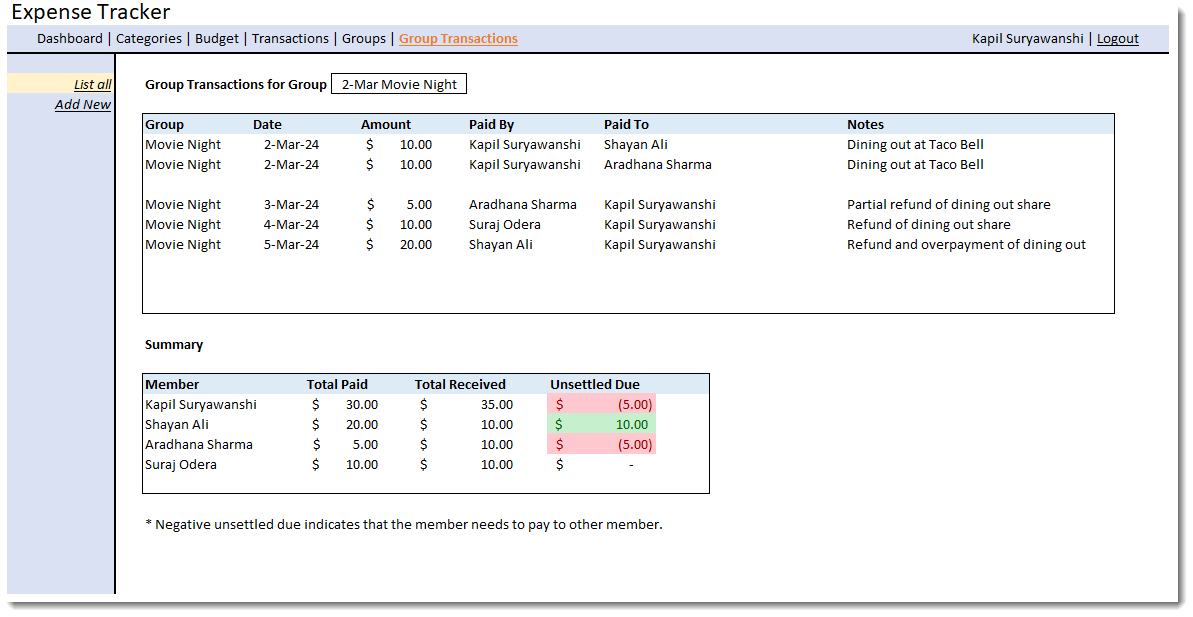 Expense Tracker
Dashboard | Categories | Budget | Transactions | Groups | Group Transactions Kapil Suryawanshi | Logout
List all
Add New
Group Transactions for Group 2-Mar Movie Night
Group Date Amount Paid By Paid To Notes
Movie Night 2-Mar-24 $ 10.00 Kapil Suryawanshi Shayan Ali Dining out at Taco Bell
Movie Night 2-Mar-24 $ 10.00 Kapil Suryawanshi Aradhana Sharma Dining out at Taco Bell
Movie Night 3-Mar-24 $ 5.00 Aradhana Sharma Kapil Suryawanshi Partial refund of dining out share
Movie Night 4-Mar-24 $ 10.00 Suraj Odera Kapil Suryawanshi Refund of dining out share
Movie Night 5-Mar-24 $ 20.00 Shayan Ali Kapil Suryawanshi Refund and overpayment of dining out
Summary
Member Total Paid Total Received Unsettled Due
Kapil Suryawanshi $ 30.00 $ 35.00 $ (5.00)
Shayan Ali $ 20.00 $ 10.00 $ 10.00
Aradhana Sharma $ 5.00 $ 10.00 $ (5.00)
Suraj Odera $ 10.00 $ 10.00 $ -
* Negative unsettled due indicates that the member needs to pay to other member.